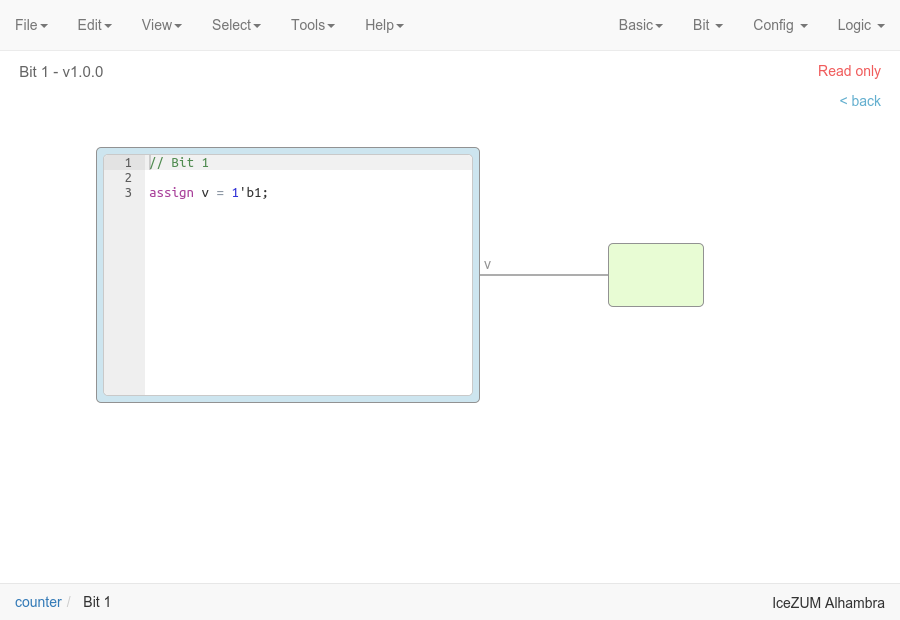 File Edit View Select Tools Help Basic Bit Config Logic
Bit 1 - v1.0.0 Read only
< back
1 // Bit 1
2
3 assign v = 1'b1;
v
counter / Bit 1 IceZUM Alhambra